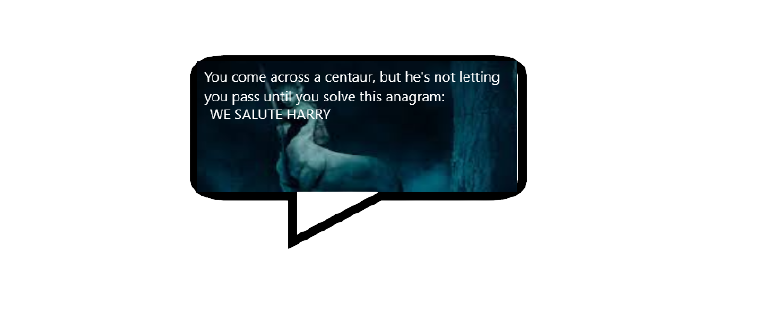 You come across a centaur, but he's not letting
you pass until you solve this anagram:
WE SALUTE HARRY